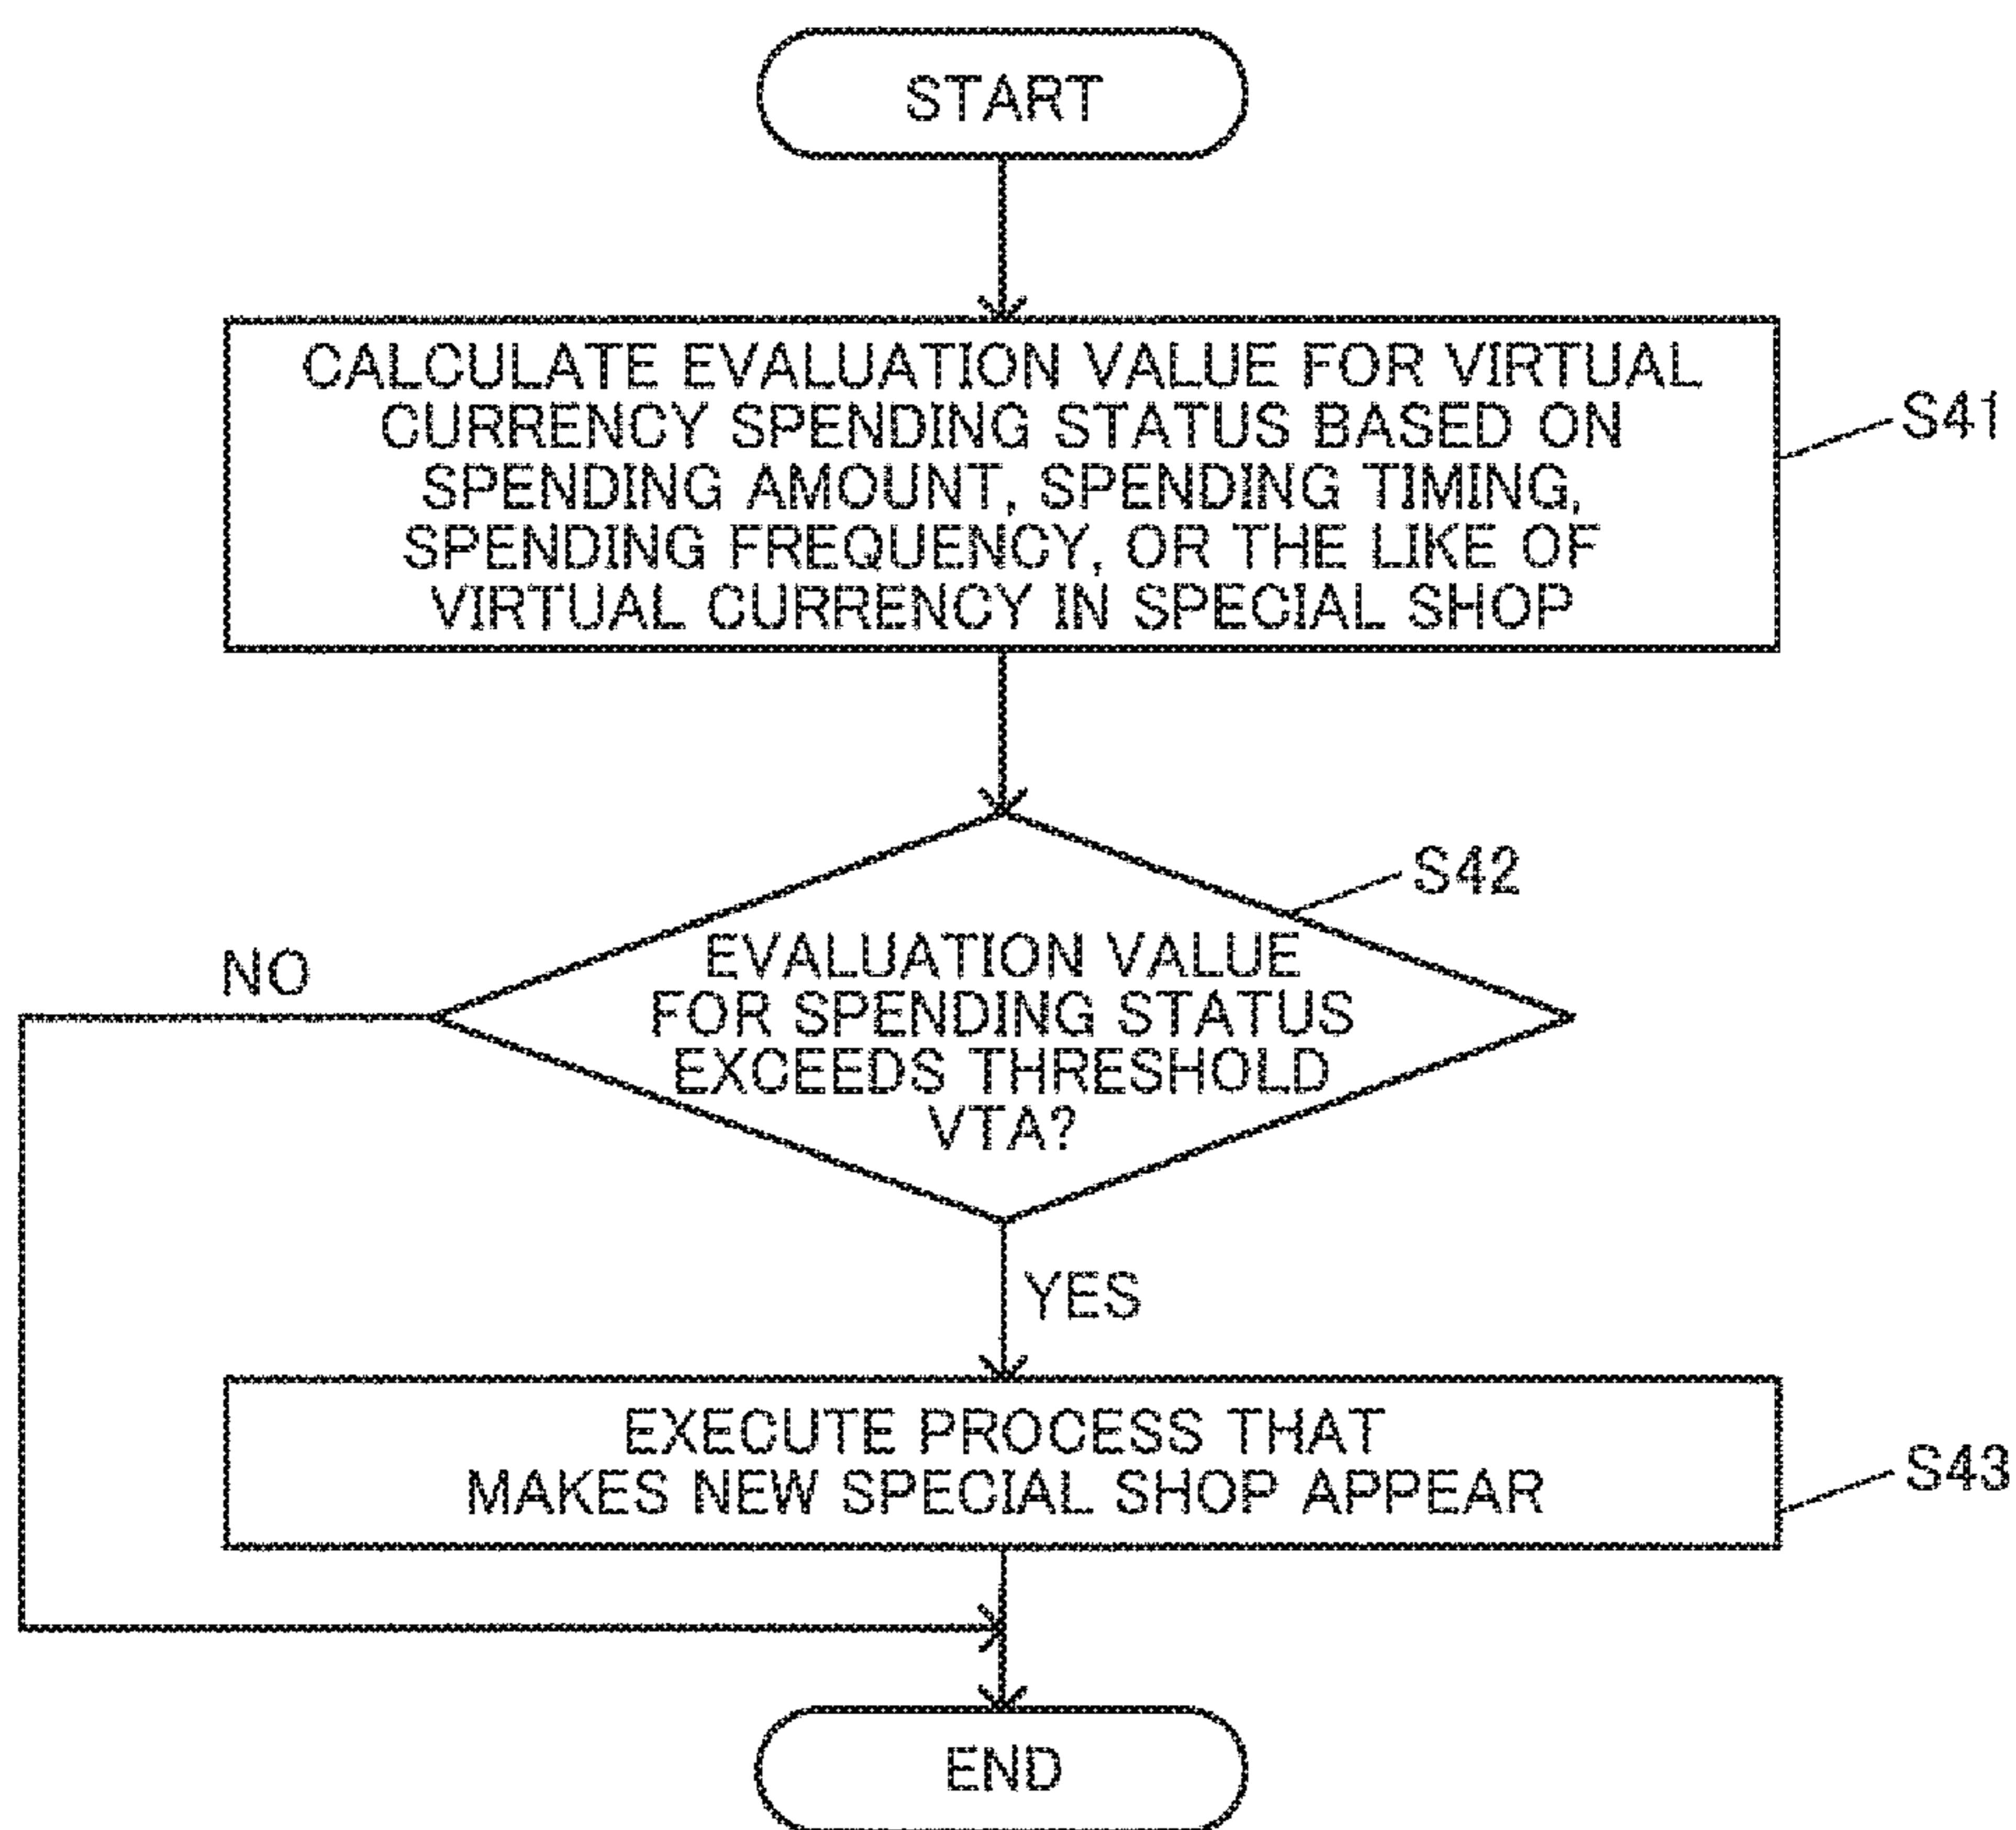 START
CALCULATE EVALUATION VALUE FOR VIRTUAL
CURRENCY SPENDING STATUS BASED ON
SPENDING AMOUNT, SPENDING TIMING,
SPENDING FREQUENCY, OR THE LIKE OF
VIRTUAL CURRENCY IN SPECIAL SHOP
S41
S42
EVALUATION VALUE
FOR SPENDING STATUS
EXCEEDS THRESHOLD
VTA?
NO
YES
EXECUTE PROCESS THAT
MAKES NEW SPECIAL SHOP APPEAR
S43
END